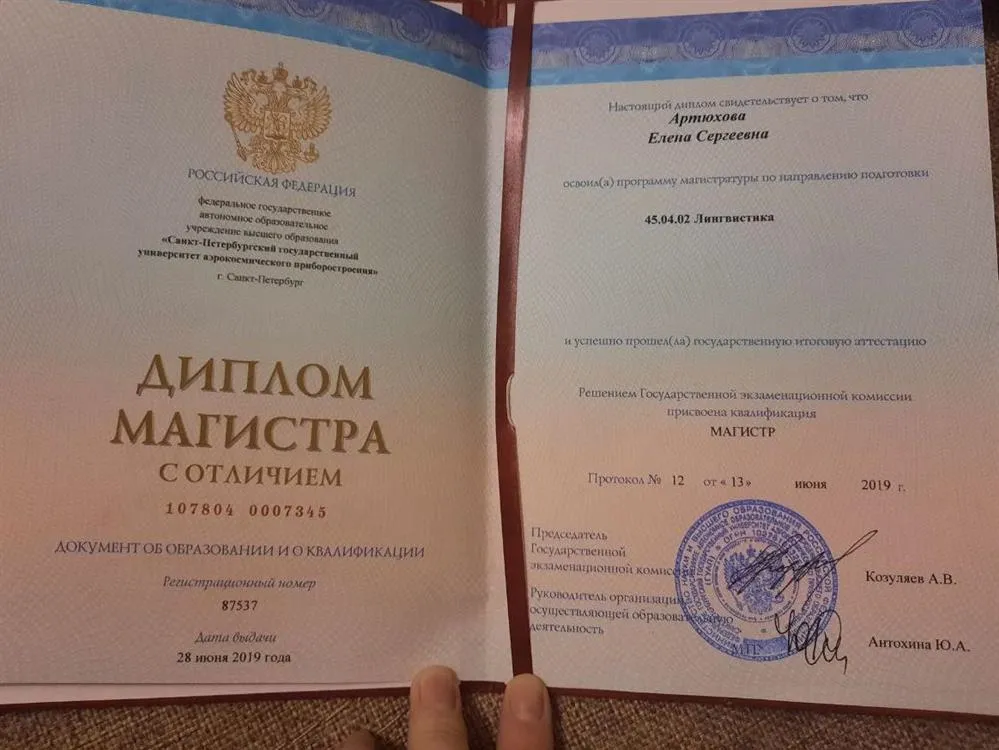 РОССИЙСКАЯ ФЕДЕРАЦИЯ
федеральное государственное
автономное образовательное
учреждение высшего образования
«Санкт-Петербургский государственный
университет аэрокосмического приборостроения»
г. Санкт-Петербург
ДИПЛОМ
МАГИСТРА
С ОТЛИЧИЕМ
107804 0007345
ДОКУМЕНТ ОБ ОБРАЗОВАНИИ И О КВАЛИФИКАЦИИ
Регистрационный номер
87537
Дата выдачи
28 июня 2019 года
Настоящий диплом свидетельствует о том, что
Артюхова
Елена Сергеевна
освоил(а) программу магистратуры по направлению подготовки
45.04.02 Лингвистика
и успешно прошел(ла) государственную итоговую аттестацию
Решением Государственной экзаменационной комиссии
присвоена квалификация
МАГИСТР
Протокол № 12 от « 13» июня 2019 г.
Председатель
Государственной
экзаменационной комиссии
Козуляев А.В.
Руководитель организации,
осуществляющей образовательную
деятельность
Антохина Ю.А.
М.П.